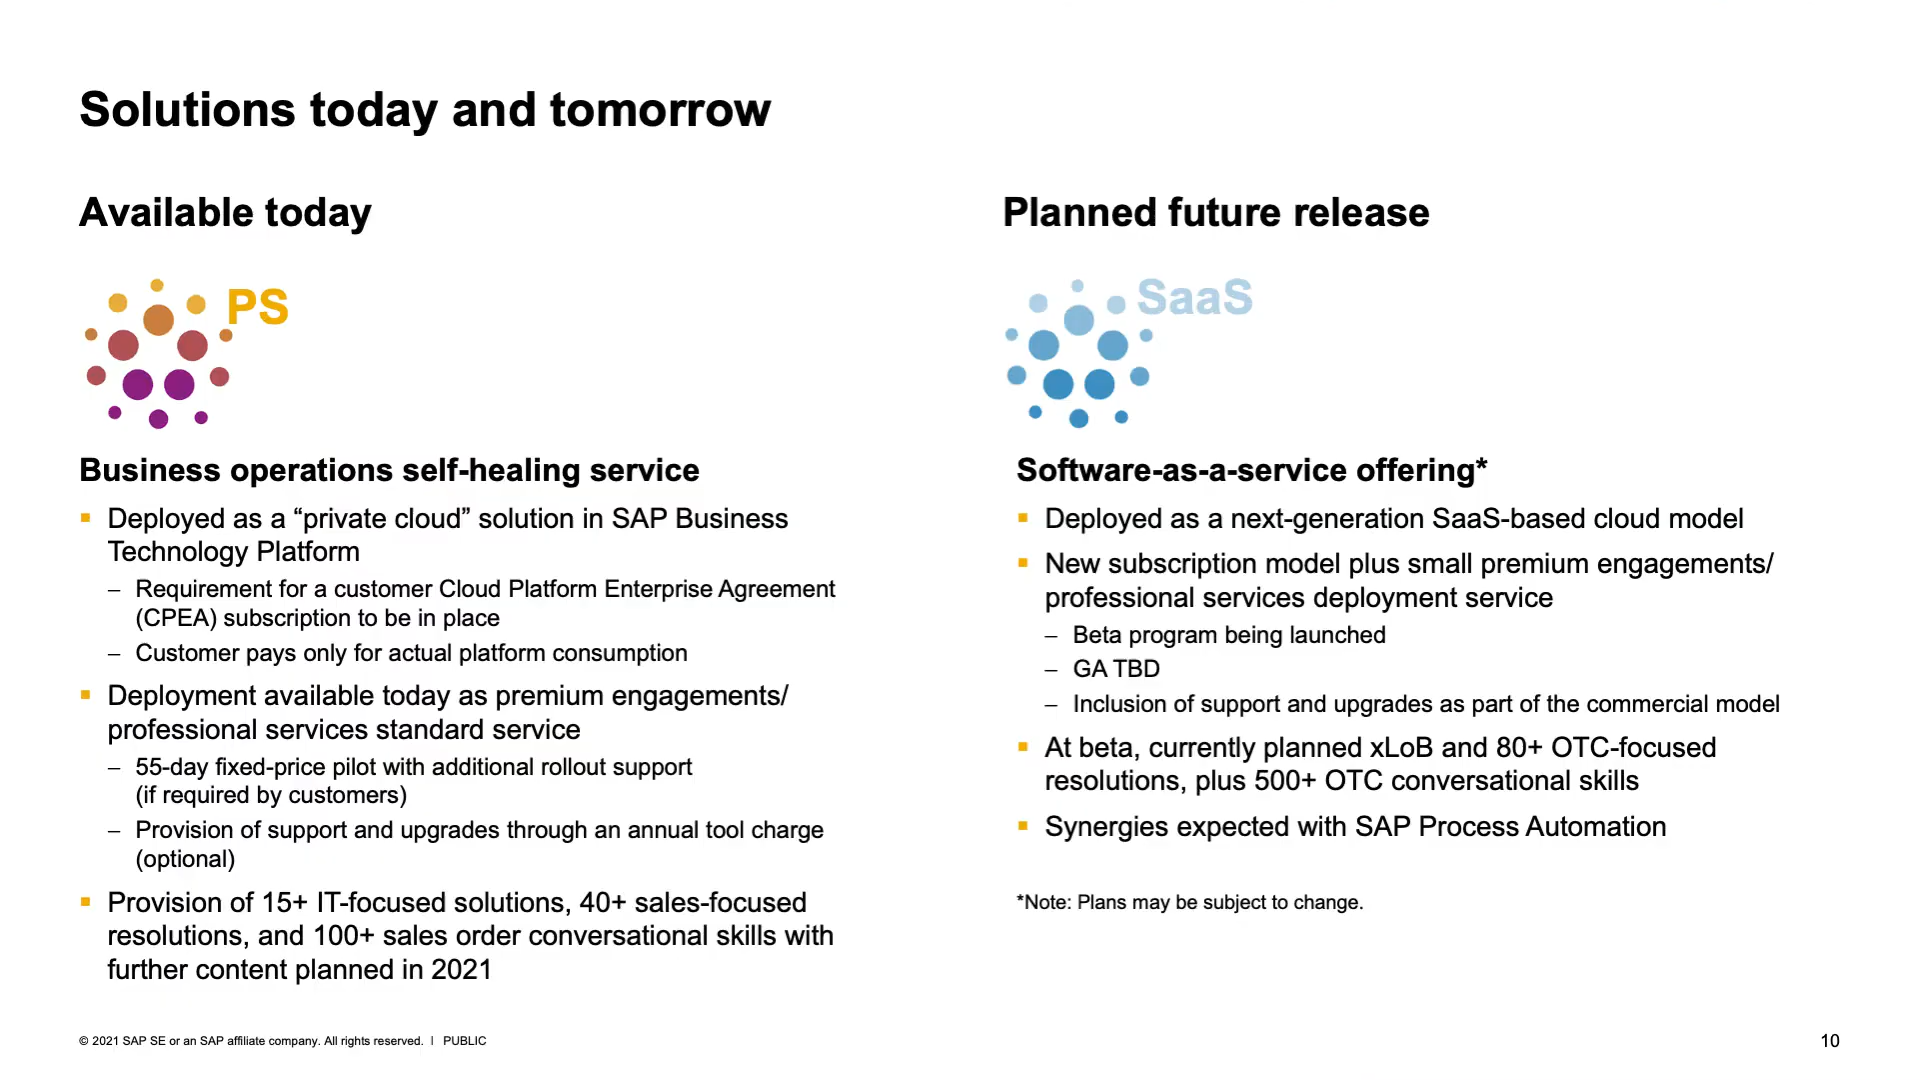 Solutions today and tomorrow
Available today
PS
Business operations self-healing service
▪ Deployed as a “private cloud” solution in SAP Business
Technology Platform
– Requirement for a customer Cloud Platform Enterprise Agreement
(CPEA) subscription to be in place
– Customer pays only for actual platform consumption
▪ Deployment available today as premium engagements/
professional services standard service
– 55-day fixed-price pilot with additional rollout support
(if required by customers)
– Provision of support and upgrades through an annual tool charge
(optional)
▪ Provision of 15+ IT-focused solutions, 40+ sales-focused
resolutions, and 100+ sales order conversational skills with
further content planned in 2021
Planned future release
SaaS
Software-as-a-service offering*
▪ Deployed as a next-generation SaaS-based cloud model
▪ New subscription model plus small premium engagements/
professional services deployment service
– Beta program being launched
– GA TBD
– Inclusion of support and upgrades as part of the commercial model
▪ At beta, currently planned xLoB and 80+ OTC-focused
resolutions, plus 500+ OTC conversational skills
▪ Synergies expected with SAP Process Automation
*Note: Plans may be subject to change.
© 2021 SAP SE or an SAP affiliate company. All rights reserved. | PUBLIC
10